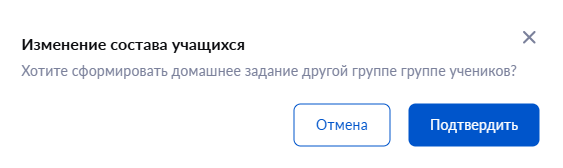 Изменение состава учащихся
Хотите сформировать домашнее задание другой группе группе учеников?
Отмена
Подтвердить